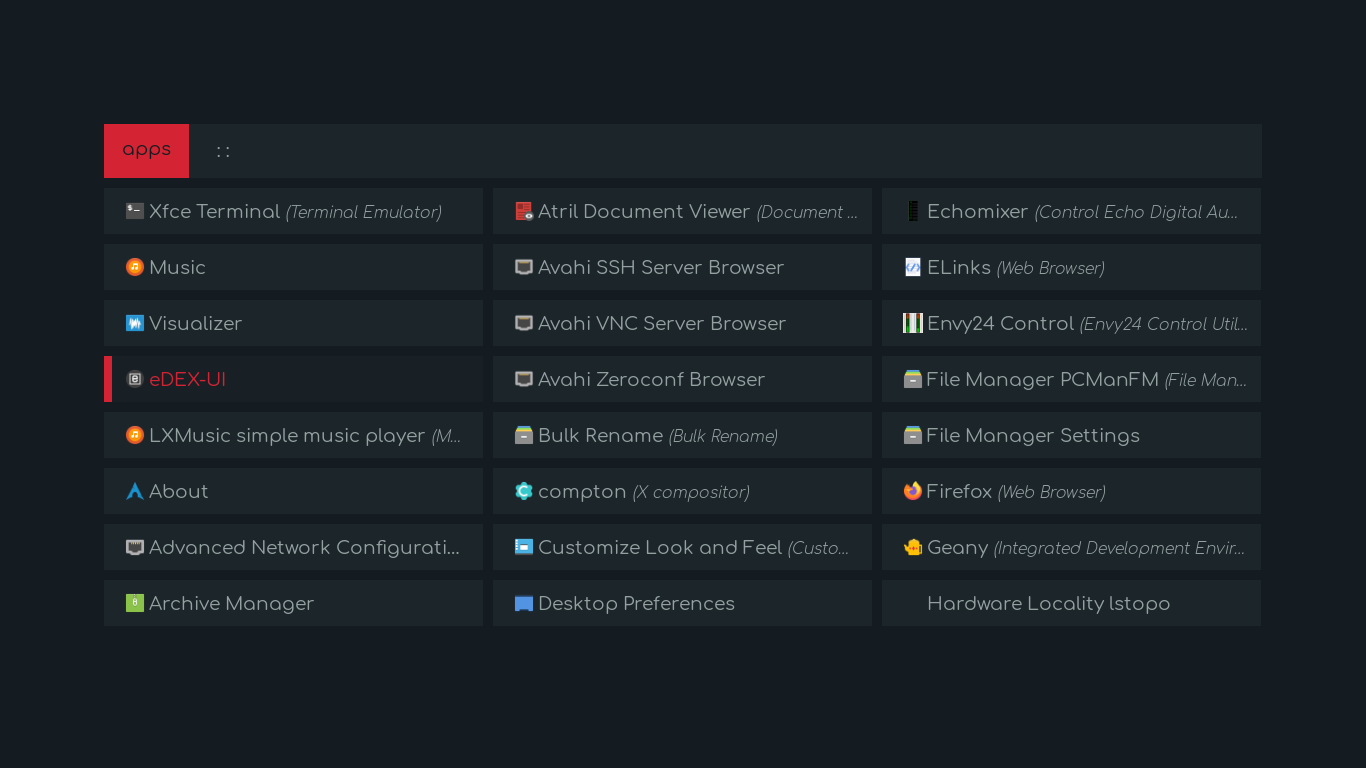 apps ::
Xfce Terminal (Terminal Emulator)
Music
Visualizer
eDEX-UI
LXMusic simple music player (M...
About
Advanced Network Configurati...
Archive Manager
Atril Document Viewer (Document ...
Avahi SSH Server Browser
Avahi VNC Server Browser
Avahi Zeroconf Browser
Bulk Rename (Bulk Rename)
compton (X compositor)
Customize Look and Feel (Custo...
Desktop Preferences
Echomixer (Control Echo Digital Au...
ELinks (Web Browser)
Envy24 Control (Envy24 Control Util...
File Manager PCManFM (File Man...
File Manager Settings
Firefox (Web Browser)
Geany (Integrated Development Envir...
Hardware Locality lstopo